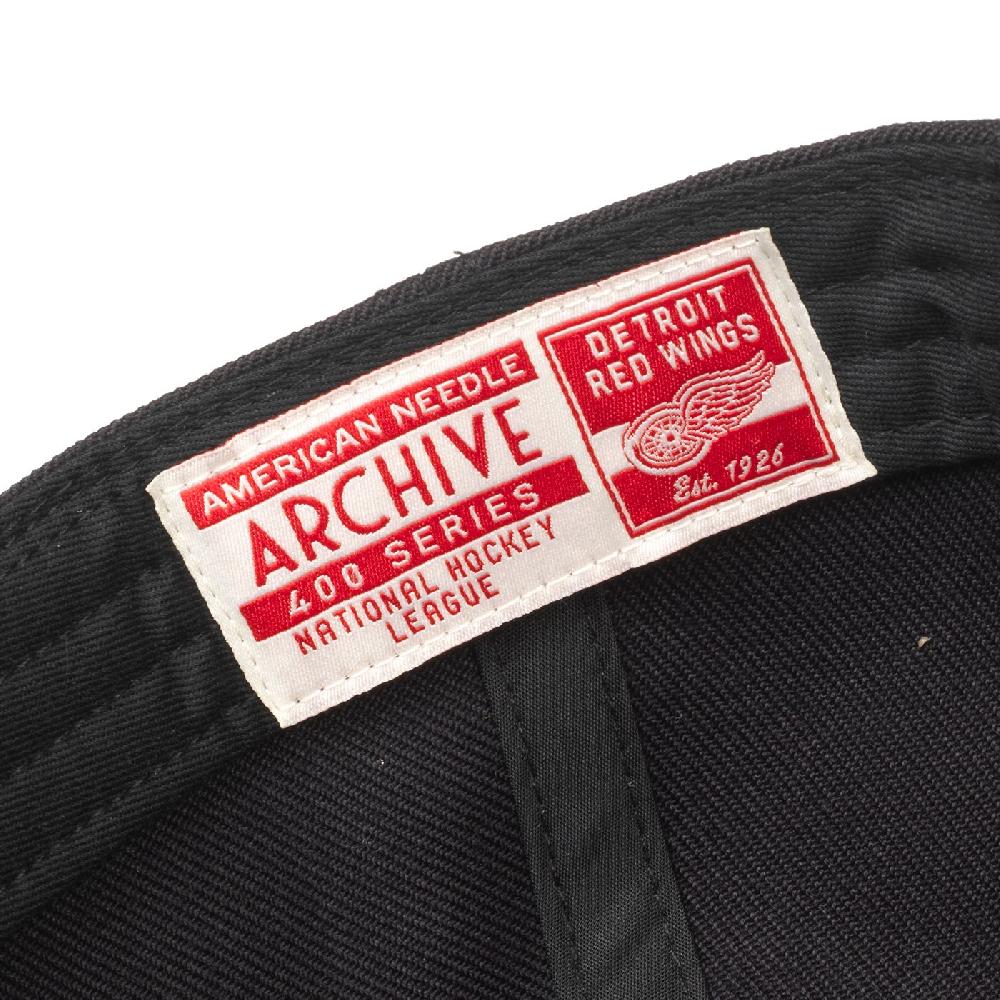 AMERICAN NEEDLE
ARCHIVE
400 SERIES
NATIONAL HOCKEY
LEAGUE
DETROIT
RED WINGS
Est. 1926